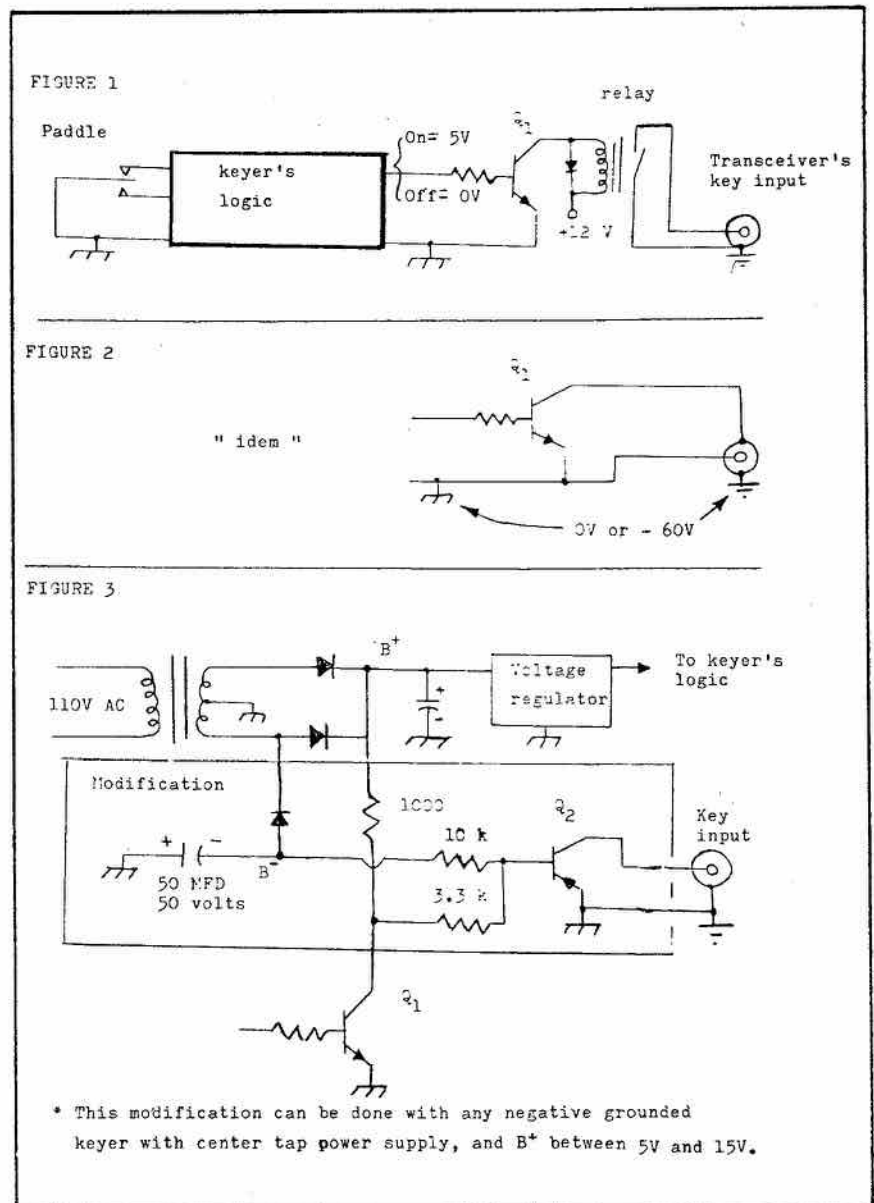 FIGURE 1
relay
Paddle
Q1
On= 5V
keyer's
logic
Off= 0V
Transceiver's
key input
+12 V
FIGURE 2
" idem "
0V or - 60V
FIGURE 3
B+
Voltage
regulator
To keyer's
logic
110V AC
Modification
1000
Q2
Key
input
+ -
10 k
B-
50 MFD
50 volts
3.3 k
Q1
* This modification can be done with any negative grounded
keyer with center tap power supply, and B+ between 5V and 15V.